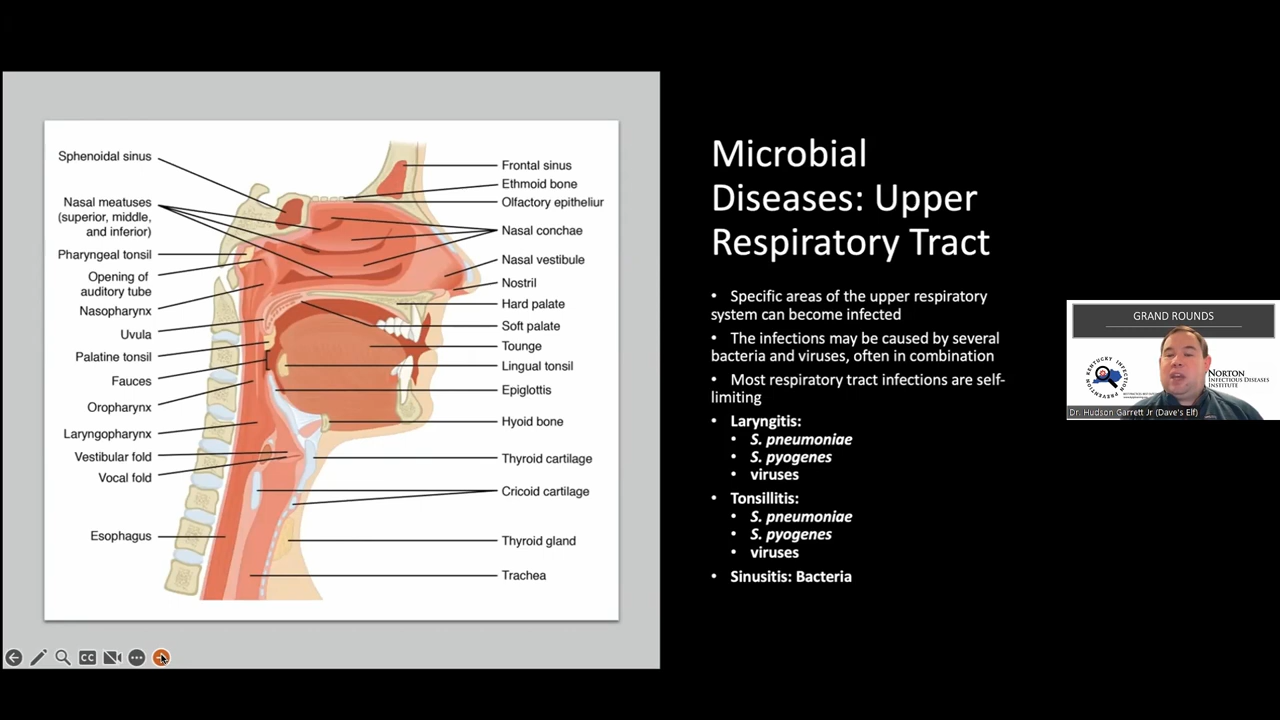 Sphenoidal sinus
Nasal meatuses
(superior, middle,
and inferior)
Pharyngeal tonsil
Opening of
auditory tube
Nasopharynx
Uvula
Palatine tonsil
Fauces
Oropharynx
Laryngopharynx
Vestibular fold
Vocal fold
Esophagus
Frontal sinus
Ethmoid bone
Olfactory epitheliur
Nasal conchae
Nasal vestibule
Nostril
Hard palate
Soft palate
Tounge
Lingual tonsil
Epiglottis
Hyoid bone
Thyroid cartilage
Cricoid cartilage
Thyroid gland
Trachea
CC
Microbial
Diseases: Upper
Respiratory Tract
• Specific areas of the upper respiratory
system can become infected
• The infections may be caused by several
bacteria and viruses, often in combination
• Most respiratory tract infections are self-
limiting
• Laryngitis:
• S. pneumoniae
• S. pyogenes
• viruses
• Tonsillitis:
• S. pneumoniae
• S. pyogenes
• viruses
• Sinusitis: Bacteria
GRAND ROUNDS
KENTUCKY INFECTION PREVENTION
NORTON
INFECTIOUS DISEASES
INSTITUTE
Dr. Hudson Garrett Jr (Dave's Elf)